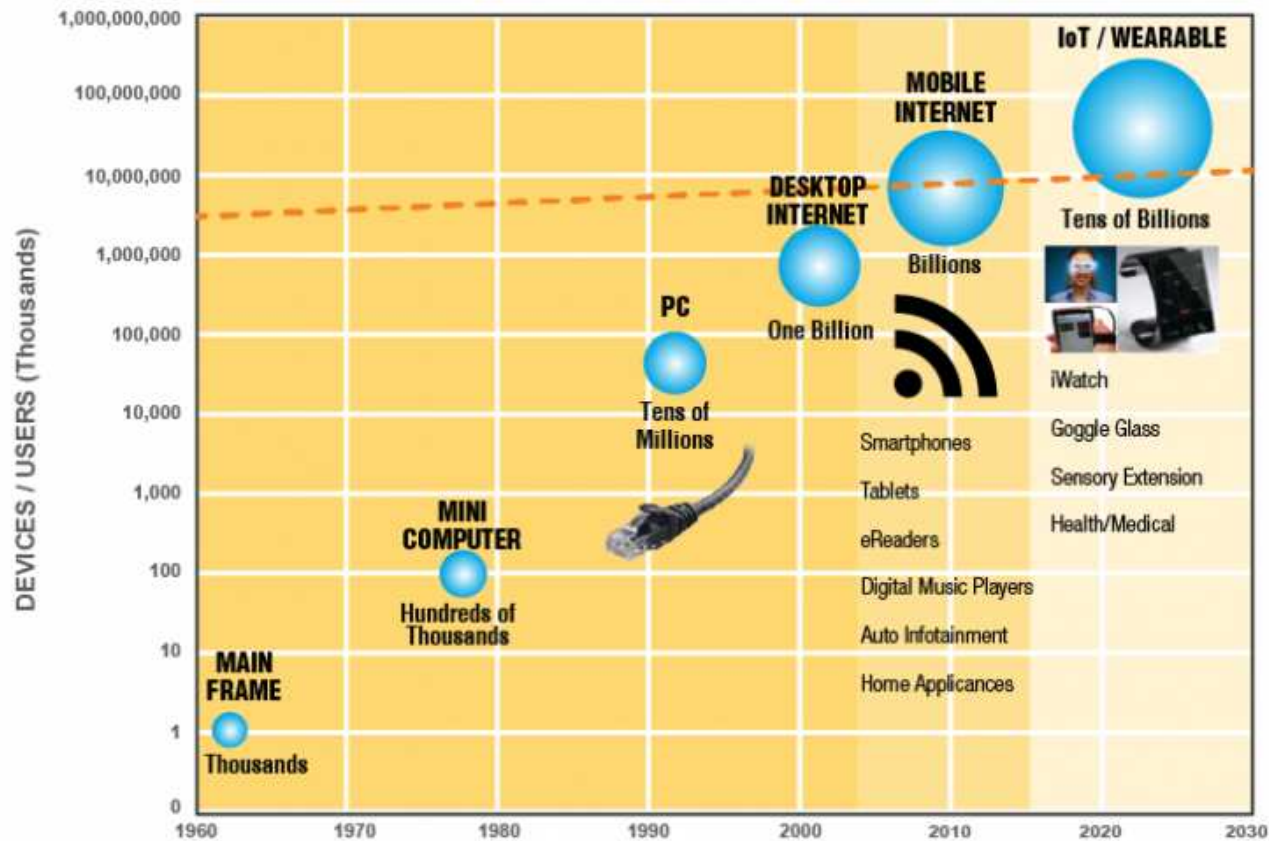 DEVICES / USERS (Thousands)
1,000,000,000
100,000,000
10,000,000
1,000,000
100,000
10,000
1,000
100
10
1
0
1960
1970
1980
1990
2000
2010
2020
2030
MAIN
FRAME
Thousands
MINI
COMPUTER
Hundreds of
Thousands
PC
Tens of
Millions
DESKTOP
INTERNET
One Billion
MOBILE
INTERNET
Billions
Smartphones
Tablets
eReaders
Digital Music Players
Auto Infotainment
Home Applicances
IoT / WEARABLE
Tens of Billions
iWatch
Goggle Glass
Sensory Extension
Health/Medical